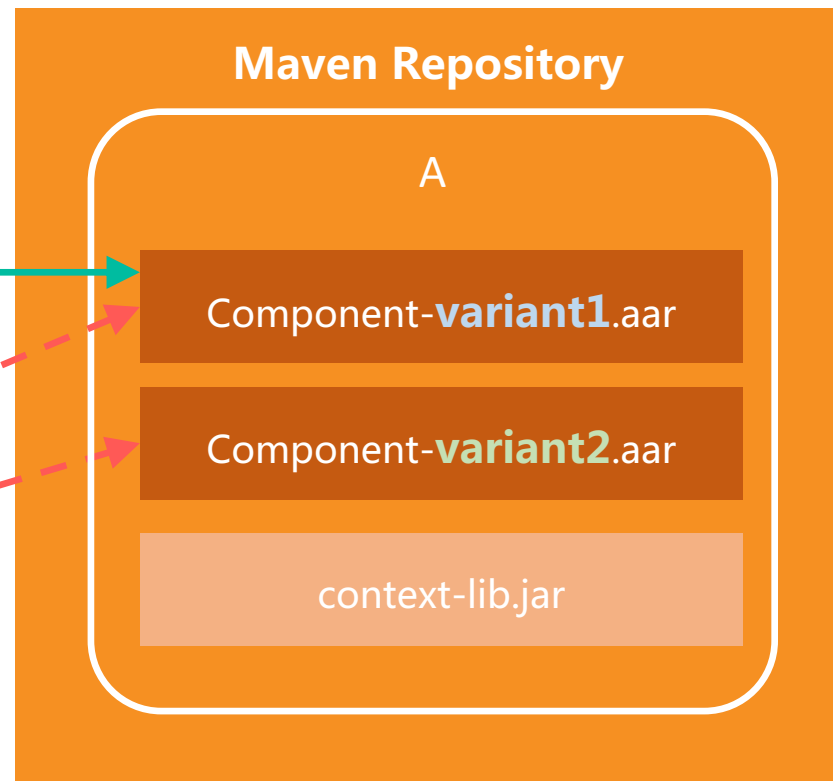 Maven Repository
A
Component-variant1.aar
Component-variant2.aar
context-lib.jar